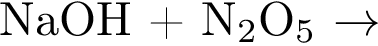 NaOH + N₂O₅ →